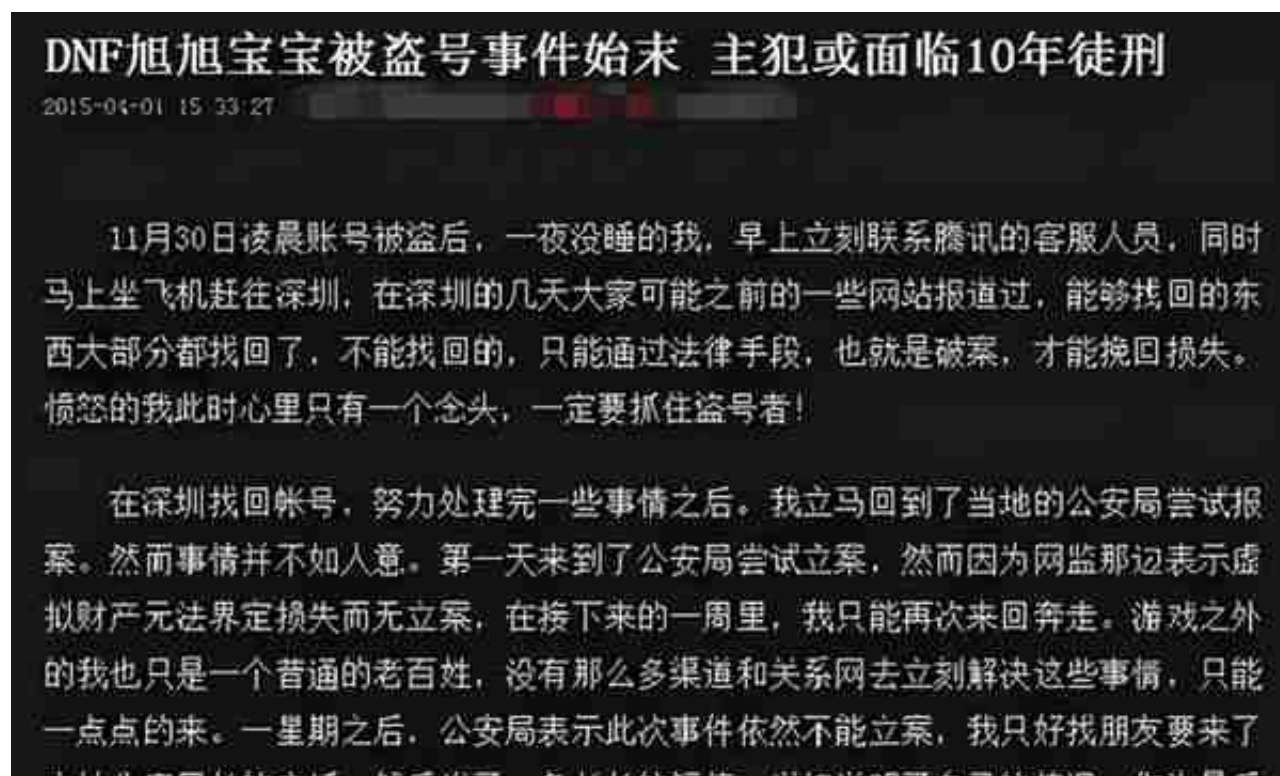 DNF旭旭宝宝被盗号事件始末 主犯或面临10年徒刑
2015-04-01 15:33:27
11月30日凌晨账号被盗后，一夜没睡的我，早上立刻联系腾讯的客服人员，同时
马上坐飞机赶往深圳，在深圳的几天大家可能之前的一些网站报道过，能够找回的东
西大部分都找回了，不能找回的，只能通过法律手段，也就是破案，才能挽回损失。
愤怒的我此时心里只有一个念头，一定要抓住盗号者！
在深圳找回帐号，努力处理完一些事情之后。我立马回到了当地的公安局尝试报
案。然而事情并不如人意。第一天来到了公安局尝试立案，然而因为网监那边表示虚
拟财产无法界定损失而无立案，在接下来的一周里，我只能再次来回奔走。游戏之外
的我也只是一个普通的老百姓，没有那么多渠道和关系网去立刻解决这些事情，只能
一点点的来。一星期之后，公安局表示此次事件依然不能立案，我只好找朋友要来了